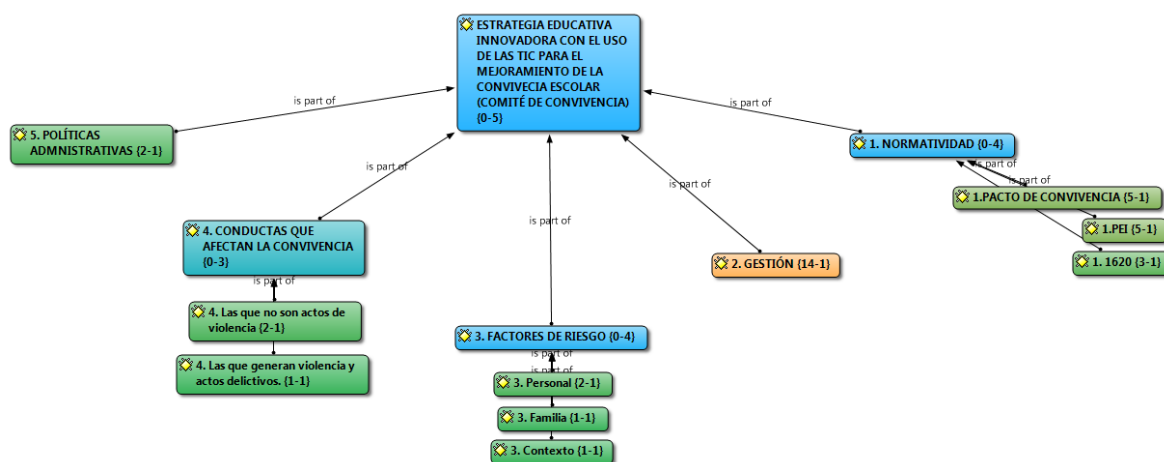 ESTRATEGIA EDUCATIVA
INNOVADORA CON EL USO
DE LAS TIC PARA EL
MEJORAMIENTO DE LA
CONVIVECIA ESCOLAR
(COMITÉ DE CONVIVENCIA)
{0-5}
is part of
is part of
5. POLÍTICAS
ADMNISTRATIVAS {2-1}
1. NORMATIVIDAD {0-4}
is part of
is part of
is part of
is part of
is part of
1.PACTO DE CONVIVENCIA {5-1}
is part of
1.PEI {5-1}
4. CONDUCTAS QUE
AFECTAN LA CONVIVENCIA
{0-3}
2. GESTIÓN {14-1}
1. 1620 {3-1}
is part of
4. Las que no son actos de
violencia {2-1}
3. FACTORES DE RIESGO {0-4}
is part of
4. Las que generan violencia y
actos delictivos. {1-1}
is part of
3. Personal {2-1}
3. Familia {1-1}
3. Contexto {1-1}